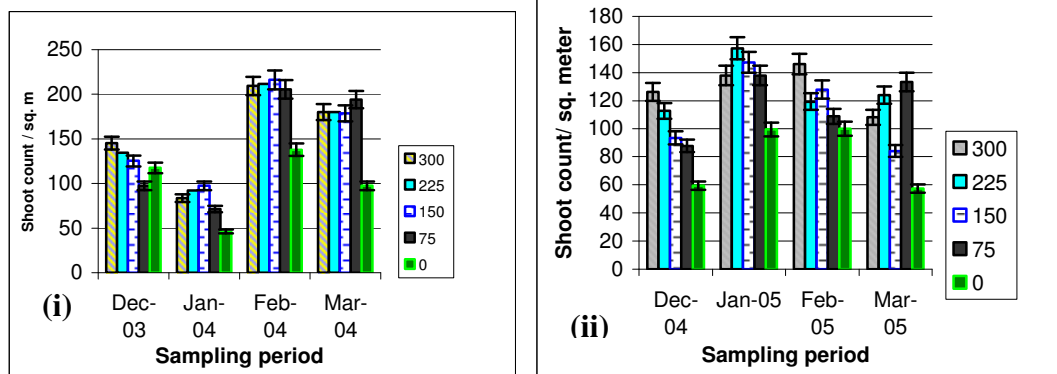 Shoot count/ sq. m
250
200
150
100
50
0
Dec-
03
Jan-
04
Feb-
04
Mar-
04
Sampling period
300
225
150
75
0
(i)
Shoot count/ sq. meter
180
160
140
120
100
80
60
40
20
0
Dec-
04
Jan-05
Feb-
05
Mar-
05
Sampling period
300
225
150
75
0
(ii)